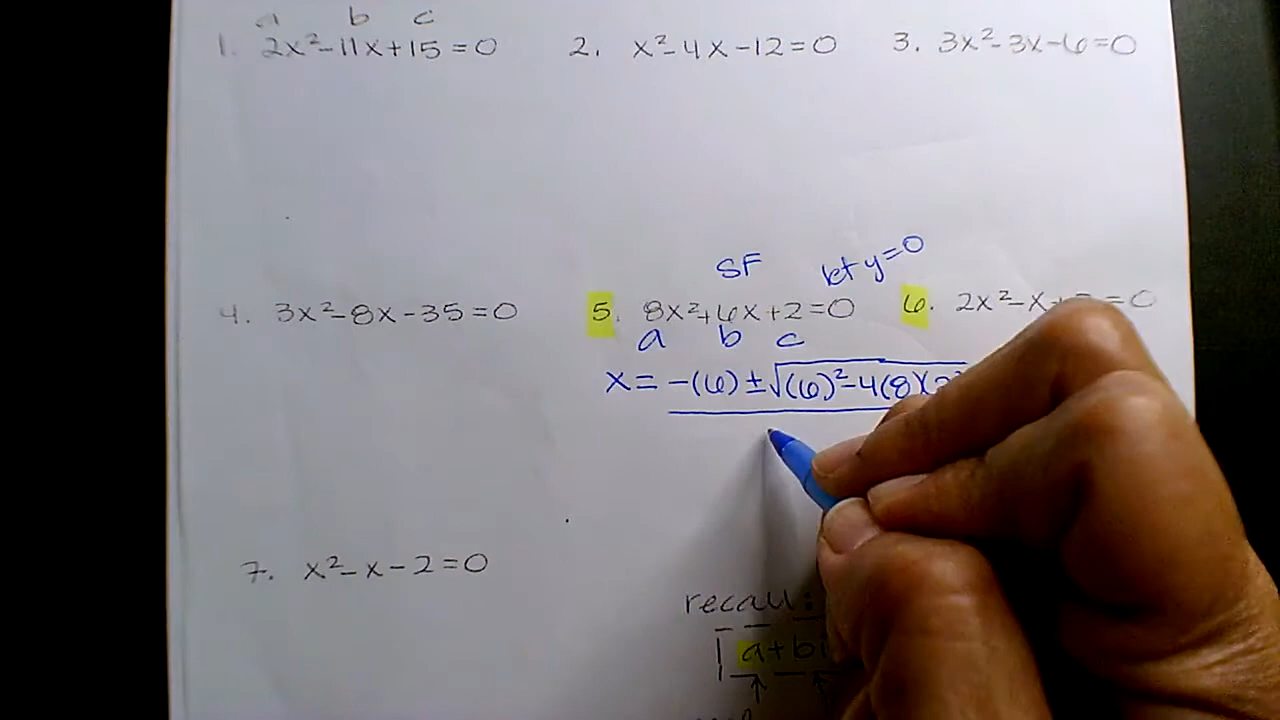 a b c
1. 2x²-11x+15=0 2. x²-4x-12=0 3. 3x²-3x-6=0
SF let y=0
4. 3x²-8x-35=0 5. 8x²+6x+2=0 6. 2x²-x+ =0
a b c
x = -(6) ± √(6)²-4(8)(2
7. x²-x-2=0
recall:
a+bi